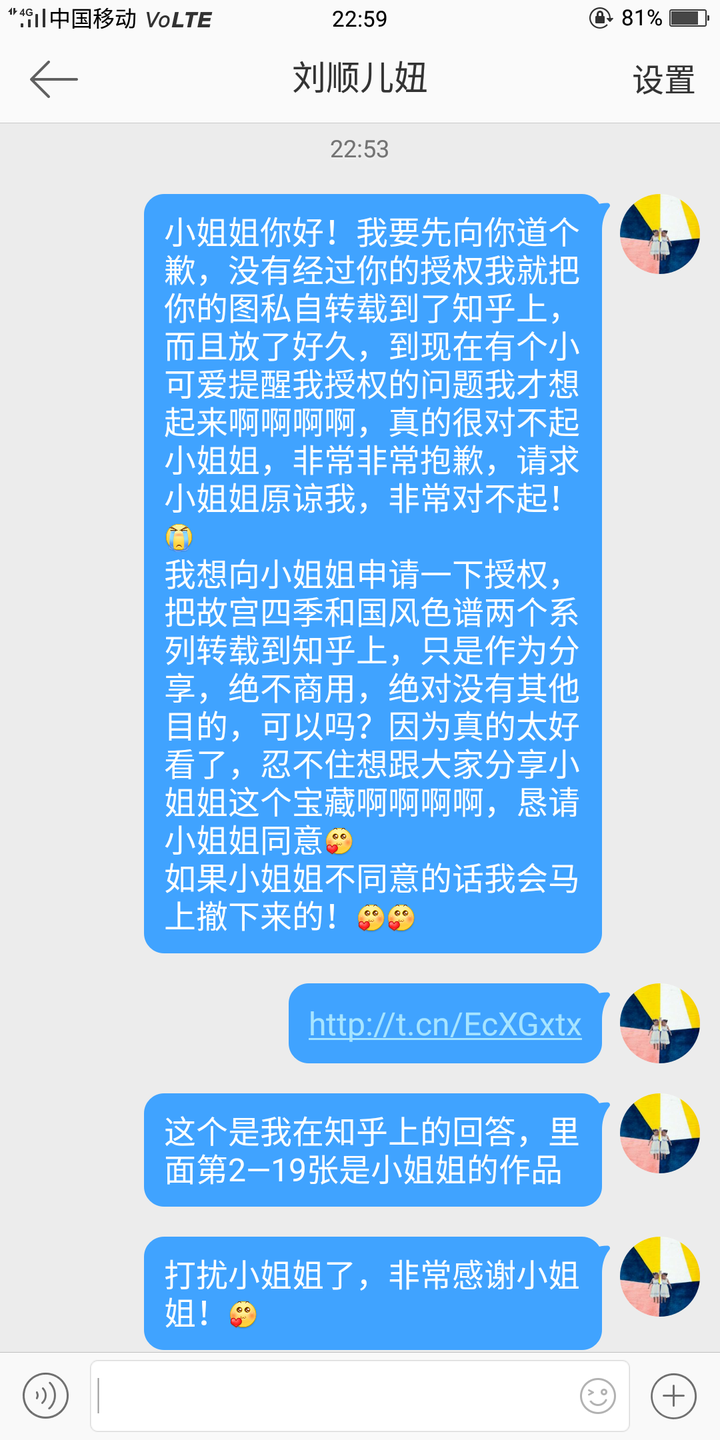 4G 中国移动 VoLTE 22:59 81%
刘顺儿妞 设置
22:53
小姐姐你好！我要先向你道个
歉，没有经过你的授权我就把
你的图私自转载到了知乎上，
而且放了好久，到现在有个小
可爱提醒我授权的问题我才想
起来啊啊啊啊，真的很对不起
小姐姐，非常非常抱歉，请求
小姐姐原谅我，非常对不起！
😭
我想向小姐姐申请一下授权，
把故宫四季和国风色谱两个系
列转载到知乎上，只是作为分
享，绝不商用，绝对没有其他
目的，可以吗？因为真的太好
看了，忍不住想跟大家分享小
姐姐这个宝藏啊啊啊啊，恳请
小姐姐同意
如果小姐姐不同意的话我会马
上撤下来的！
http://t.cn/EcXGxtx
这个是我在知乎上的回答，里
面第2—19张是小姐姐的作品
打扰小姐姐了，非常感谢小姐
姐！